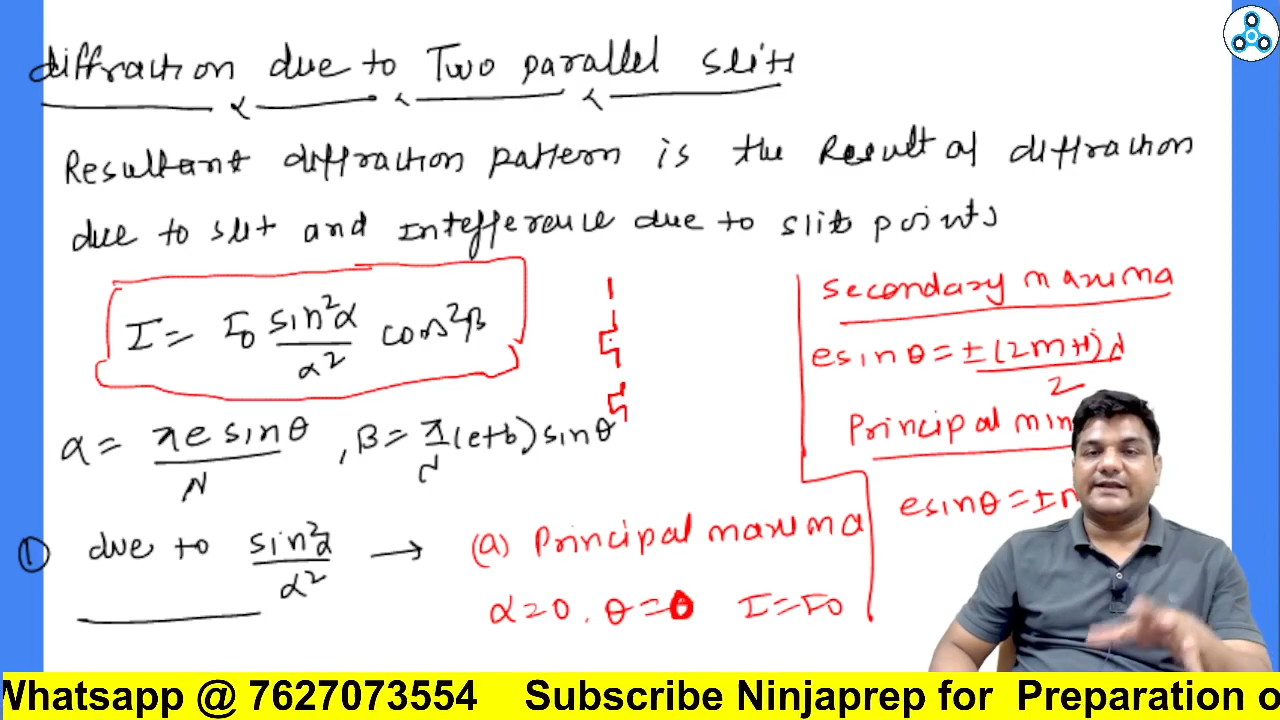 diffraction due to Two parallel slits
Resultant diffraction pattern is the Result of diffraction
due to slit and Intefference due to slit points
I = I0 sin²α/α² cos²β
α = πe sinθ/λ , β = π/λ (e+b) sinθ
① due to sin²α/α² → (a) Principal maxima
α=0, θ=0 I=I0
Secondary maxima
e sinθ = ±(2m+1)λ/2
Principal min
e sinθ = ±
Whatsapp @ 7627073554 Subscribe Ninjaprep for Preparation o